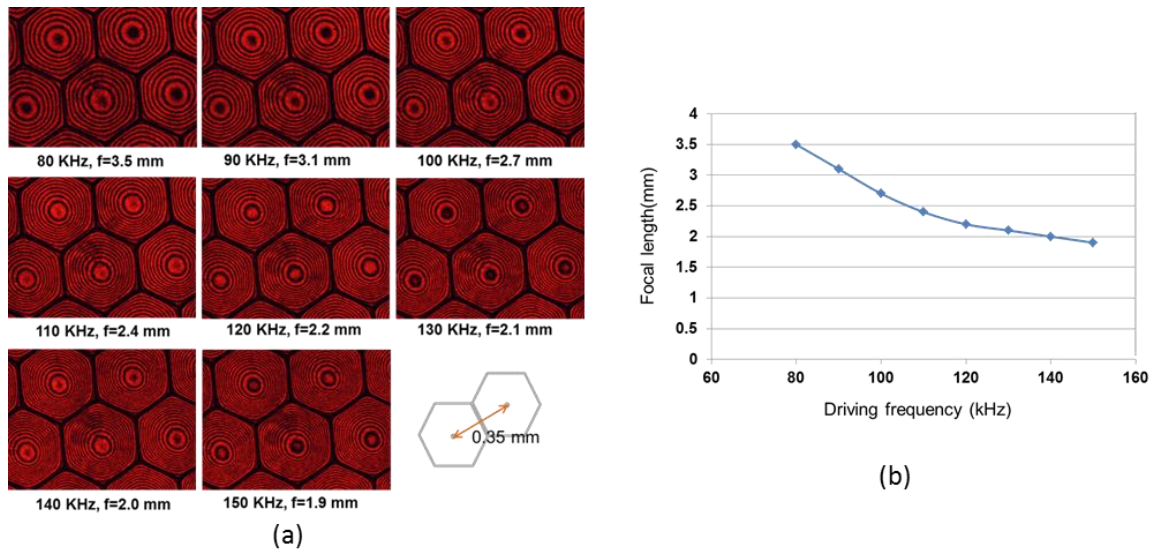 80 KHz, f=3.5 mm
90 KHz, f=3.1 mm
100 KHz, f=2.7 mm
110 KHz, f=2.4 mm
120 KHz, f=2.2 mm
130 KHz, f=2.1 mm
0.35 mm
140 KHz, f=2.0 mm
150 KHz, f=1.9 mm
(a)
4
3.5
3
2.5
2
1.5
1
0.5
0
60 80 100 120 140 160
Focal length(mm)
Driving frequency (kHz)
(b)